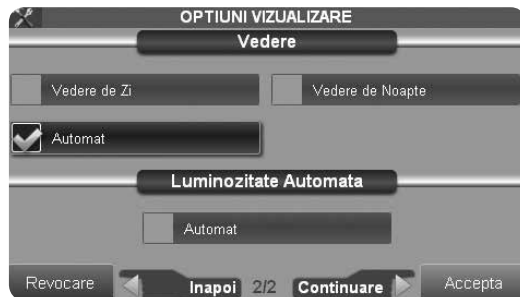 OPTIUNI VIZUALIZARE
Vedere
Vedere de Zi
Vedere de Noapte
Automat
Luminozitate Automata
Automat
Revocare
Inapoi 2/2 Continuare
Accepta